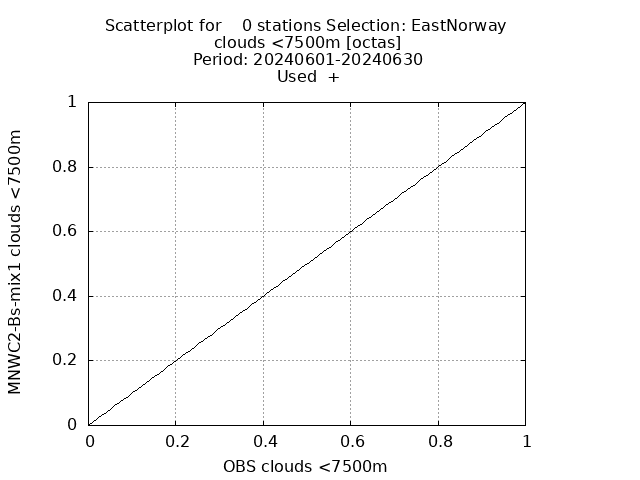 Scatterplot for    0 stations Selection: EastNorway
clouds <7500m [octas]
Period: 20240601-20240630
Used  +
1
0.8
0.6
0.4
0.2
0
MNWC2-Bs-mix1 clouds <7500m
0 0.2 0.4 0.6 0.8 1
OBS clouds <7500m